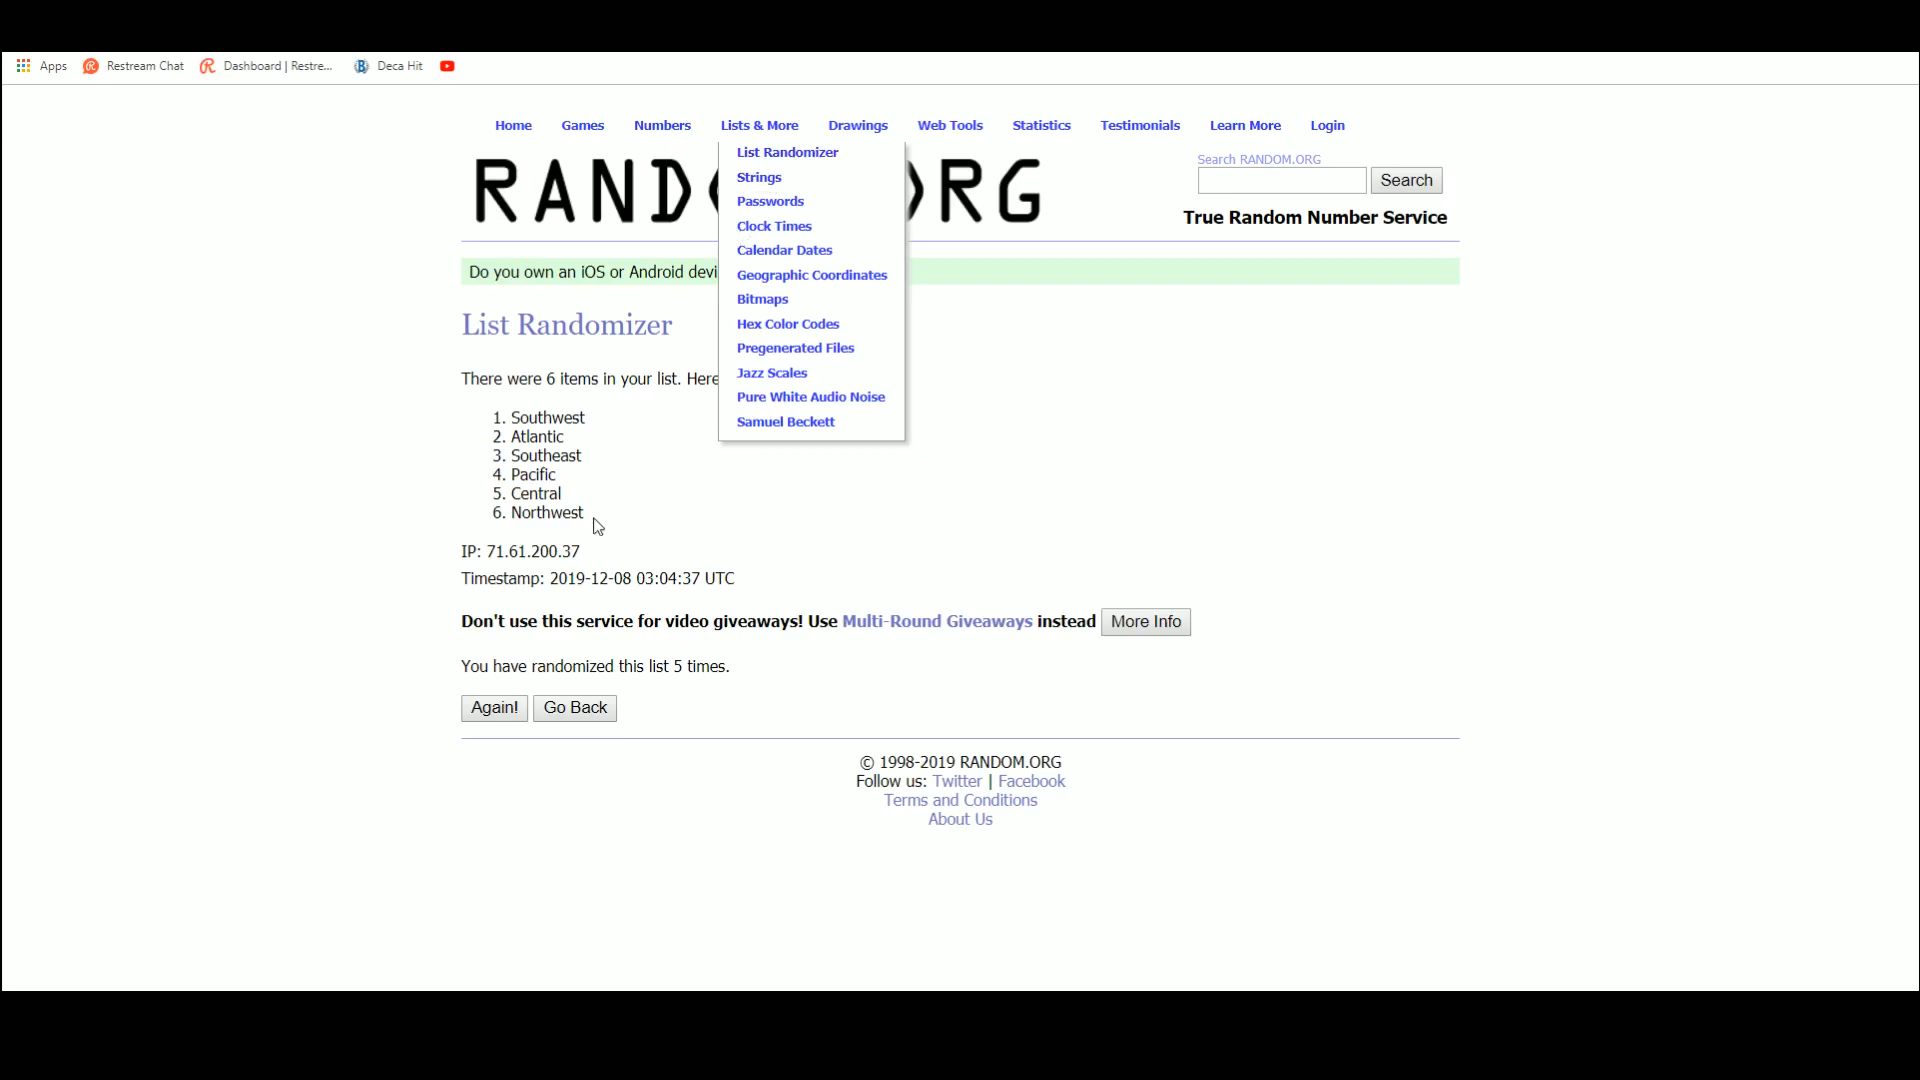 Apps Restream Chat Dashboard | Restre... Deca Hit
Home Games Numbers Lists & More Drawings Web Tools Statistics Testimonials Learn More Login
List Randomizer
Strings
Passwords
Clock Times
Calendar Dates
Geographic Coordinates
Bitmaps
Hex Color Codes
Pregenerated Files
Jazz Scales
Pure White Audio Noise
Samuel Beckett
RAND RG
Search RANDOM.ORG
Search
True Random Number Service
Do you own an iOS or Android devi
List Randomizer
There were 6 items in your list. Here
1. Southwest
2. Atlantic
3. Southeast
4. Pacific
5. Central
6. Northwest
IP: 71.61.200.37
Timestamp: 2019-12-08 03:04:37 UTC
Don't use this service for video giveaways! Use Multi-Round Giveaways instead More Info
You have randomized this list 5 times.
Again! Go Back
© 1998-2019 RANDOM.ORG
Follow us: Twitter | Facebook
Terms and Conditions
About Us